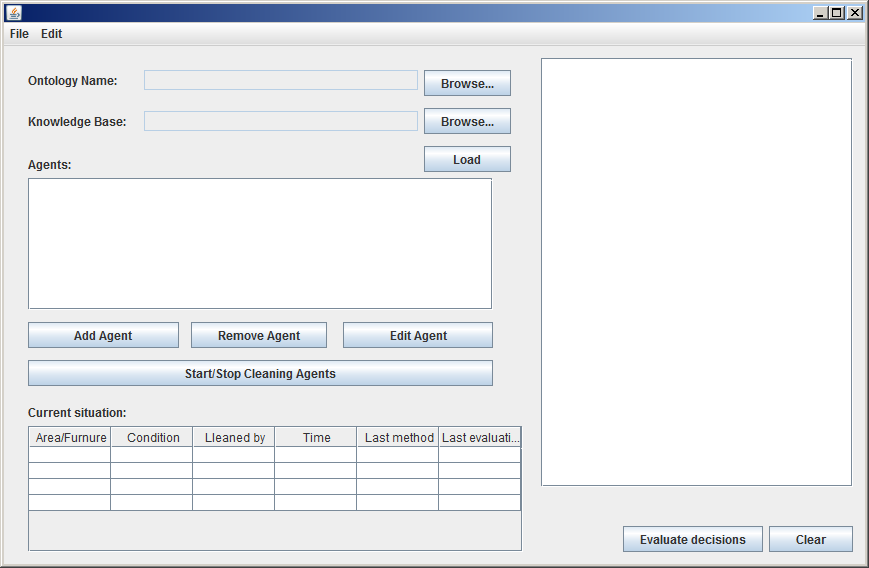 File Edit
Ontology Name: Browse...
Knowledge Base: Browse...
Load
Agents:
Add Agent Remove Agent Edit Agent
Start/Stop Cleaning Agents
Current situation:
Area/Furnure Condition Lleaned by Time Last method Last evaluati...
Evaluate decisions Clear